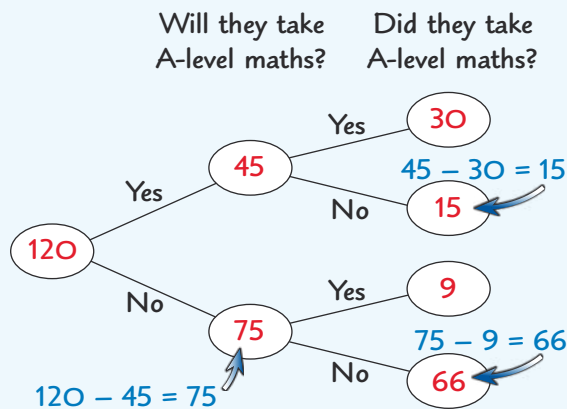 Will they take
A-level maths?
Did they take
A-level maths?
Yes
30
45
45 – 30 = 15
Yes
No
15
120
No
Yes
9
75
75 – 9 = 66
No
66
120 – 45 = 75